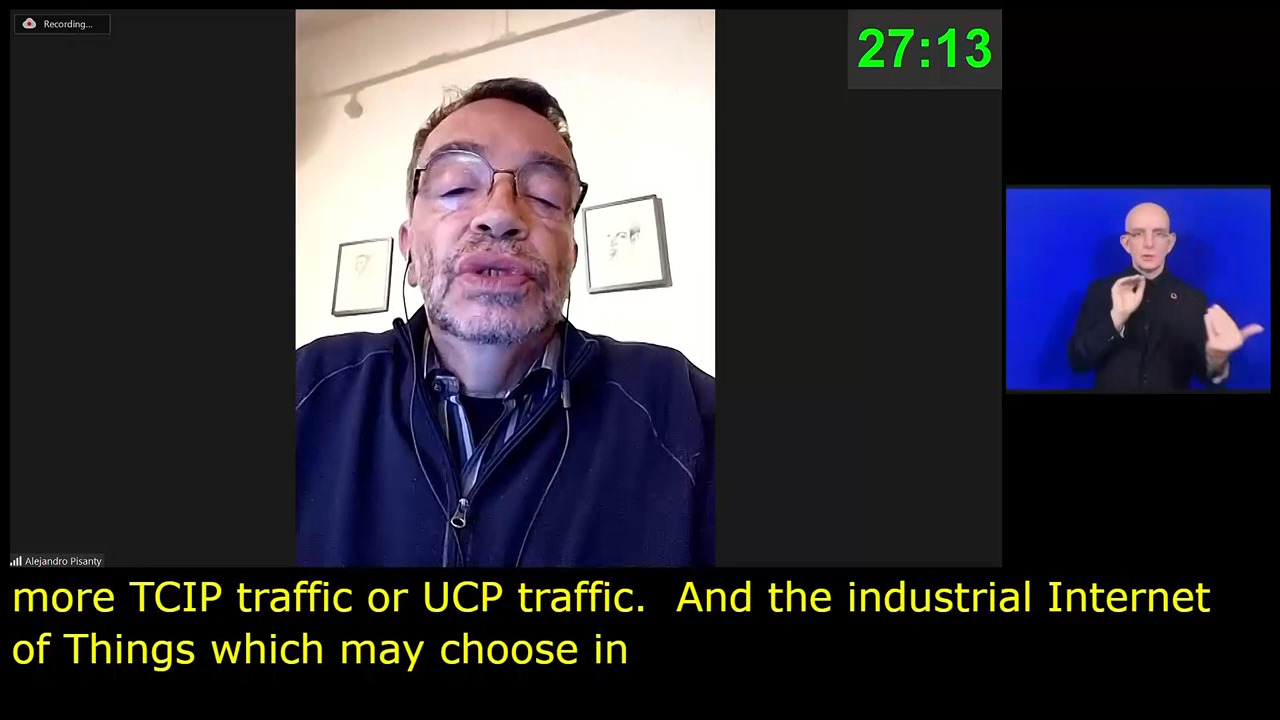 Recording...
27:13
Alejandro Pisanty
more TCIP traffic or UCP traffic.  And the industrial Internet
of Things which may choose in